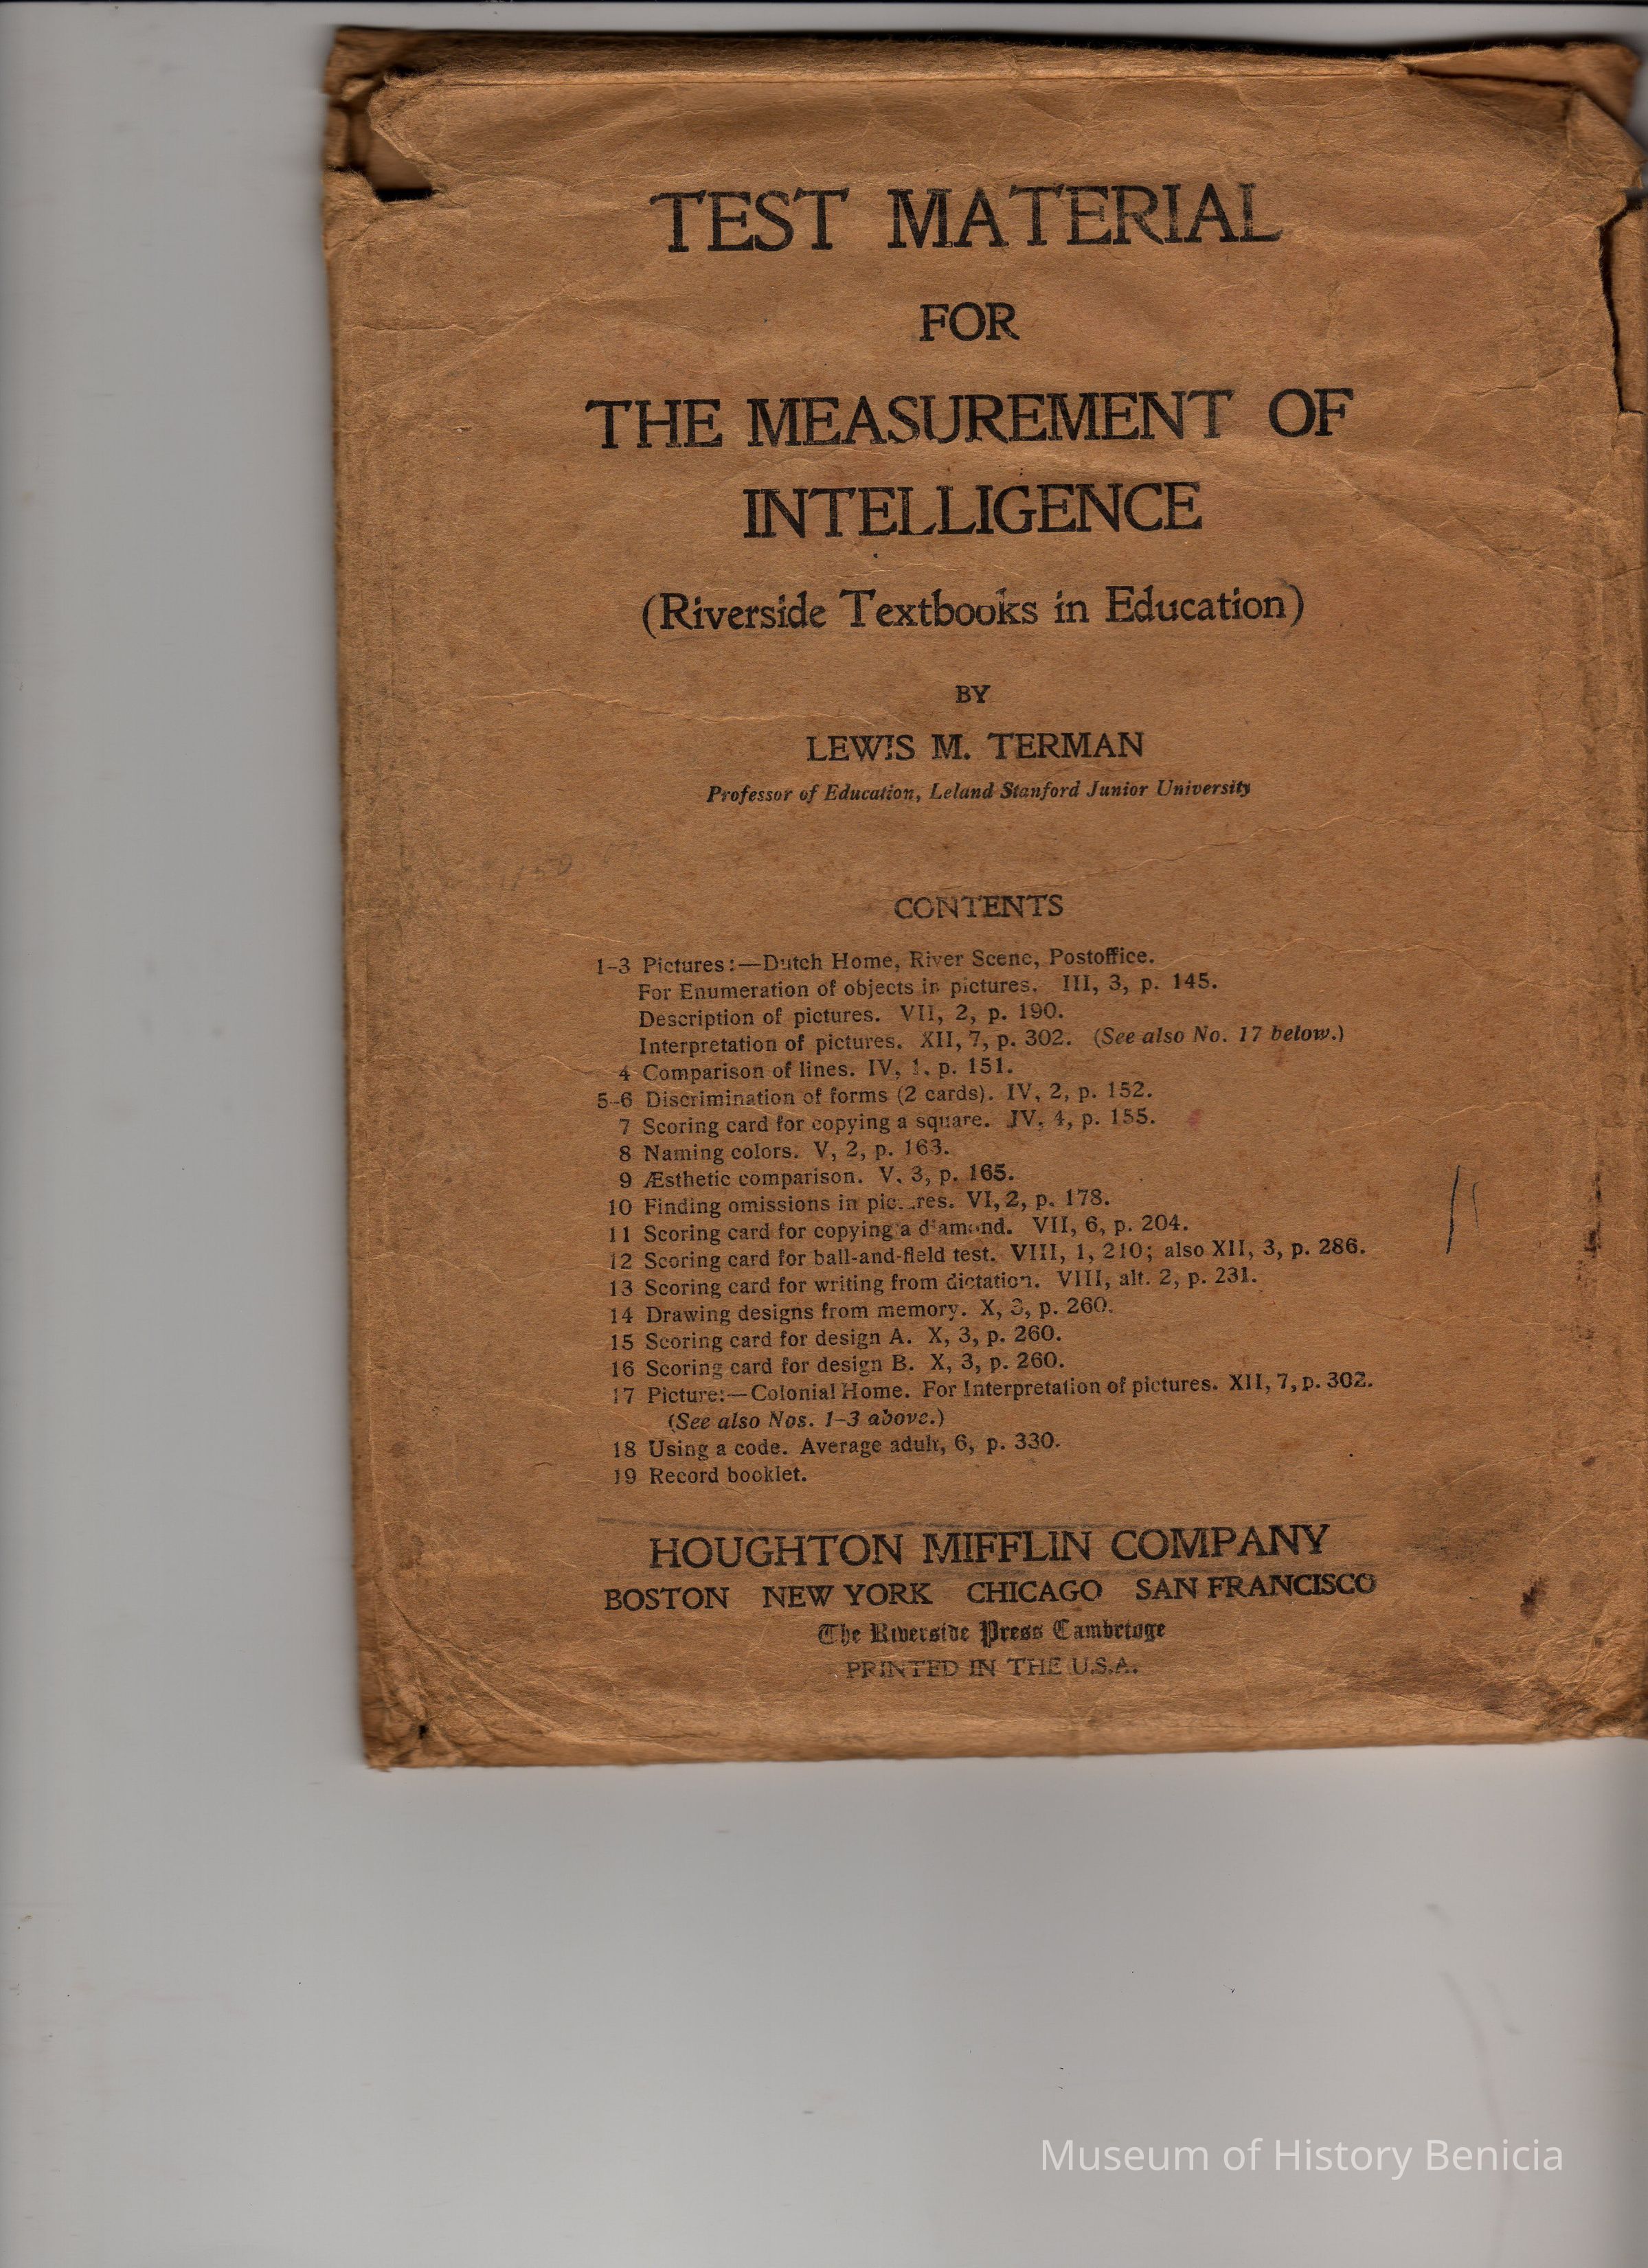 TEST MATERIAL
FOR
THE MEASUREMENT OF
INTELLIGENCE
(Riverside Textbooks in Education)
BY
LEWIS M. TERMAN
Professor of Education, Leland Stanford Junior University
CONTENTS
1-3 Pictures:—Dutch Home, River Scene, Postoffice.
For Enumeration of objects in pictures. III, 3, p. 145.
Description of pictures. VII, 2, p. 190.
Interpretation of pictures. XII, 7, p. 302. (See also No. 17 below.)
4 Comparison of lines. IV, 1, p. 151.
5-6 Discrimination of forms (2 cards). IV, 2, p. 152.
7 Scoring card for copying a square. IV, 4, p. 155.
8 Naming colors. V, 2, p. 163.
9 Æsthetic comparison. V, 3, p. 165.
10 Finding omissions in pictures. VI, 2, p. 178.
11 Scoring card for copying a diamond. VII, 6, p. 204.
12 Scoring card for ball-and-field test. VIII, 1, 210; also XII, 3, p. 286.
13 Scoring card for writing from dictation. VIII, alt. 2, p. 231.
14 Drawing designs from memory. X, 3, p. 260.
15 Scoring card for design A. X, 3, p. 260.
16 Scoring card for design B. X, 3, p. 260.
17 Picture:—Colonial Home. For Interpretation of pictures. XII, 7, p. 302.
(See also Nos. 1-3 above.)
18 Using a code. Average adult, 6, p. 330.
19 Record booklet.
HOUGHTON MIFFLIN COMPANY
BOSTON NEW YORK CHICAGO SAN FRANCISCO
The Riverside Press Cambridge
PRINTED IN THE U.S.A.
Museum of History Benicia